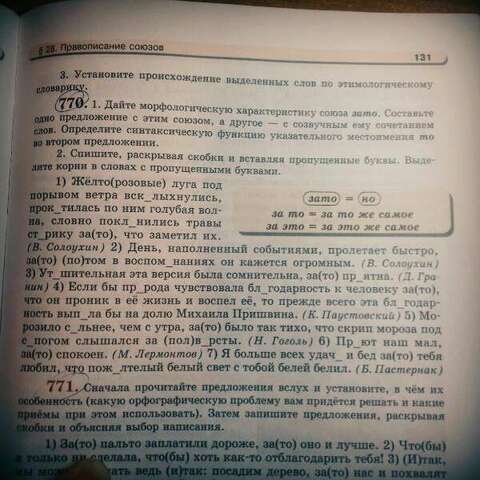 § 28. Правописание союзов
131
3. Установите происхождение выделенных слов по этимологическому
словарику.
770. 1. Дайте морфологическую характеристику союза зато. Составьте
одно предложение с этим союзом, а другое — с созвучным ему сочетанием
слов. Определите синтаксическую функцию указательного местоимения то
во втором предложении.
2. Спишите, раскрывая скобки и вставляя пропущенные буквы. Выде-
лите корни в словах с пропущенными буквами.
1) Жёлто(розовые) луга под
порывом ветра вск_лыхнулись,
прок_тилась по ним голубая вол-
на, словно покл_нились травы
ст_рику за(то), что заметил их.
зато = но
за то = за то же самое
за это = за это же самое
(В. Солоухин) 2) День, наполненный событиями, пролетает быстро,
за(то) (по)том в воспом_наниях он кажется огромным. (В. Солоухин)
3) Ут_шительная эта версия была сомнительна, за(то) пр_ятна. (Д. Гра-
нин) 4) Если бы пр_рода чувствовала бл_годарность к человеку за(то),
что он проник в её жизнь и воспел её, то прежде всего эта бл_годар-
ность вып_ла бы на долю Михаила Пришвина. (К. Паустовский) 5) Мо-
розило с_льнее, чем с утра, за(то) было так тихо, что скрип мороза под
с_погом слышался за (пол)в_рсты. (Н. Гоголь) 6) Пр_ют наш мал,
за(то) спокоен. (М. Лермонтов) 7) Я больше всех удач_ и бед за(то) тебя
любил, что пож_лтелый белый свет с тобой белей белил. (Б. Пастернак)
771. Сначала прочитайте предложения вслух и установите, в чём их
особенность (какую орфографическую проблему вам придётся решать и какие
приёмы при этом использовать). Затем запишите предложения, раскрывая
скобки и объясняя выбор написания.
1) За(то) пальто заплатили дороже, за(то) оно и лучше. 2) Что(бы)
я только ни сделала, что(бы) хоть как-то отблагодарить тебя! 3) (И)так,
мы ведь (и)так: посадим дерево, за(то) нас и похвалят